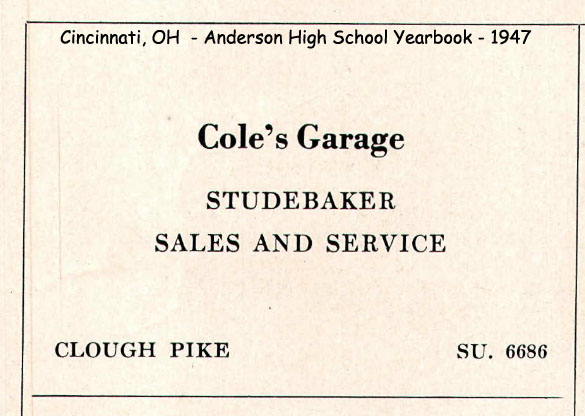 Cincinnati, OH - Anderson High School Yearbook - 1947
Cole's Garage
STUDEBAKER
SALES AND SERVICE
CLOUGH PIKE SU. 6686